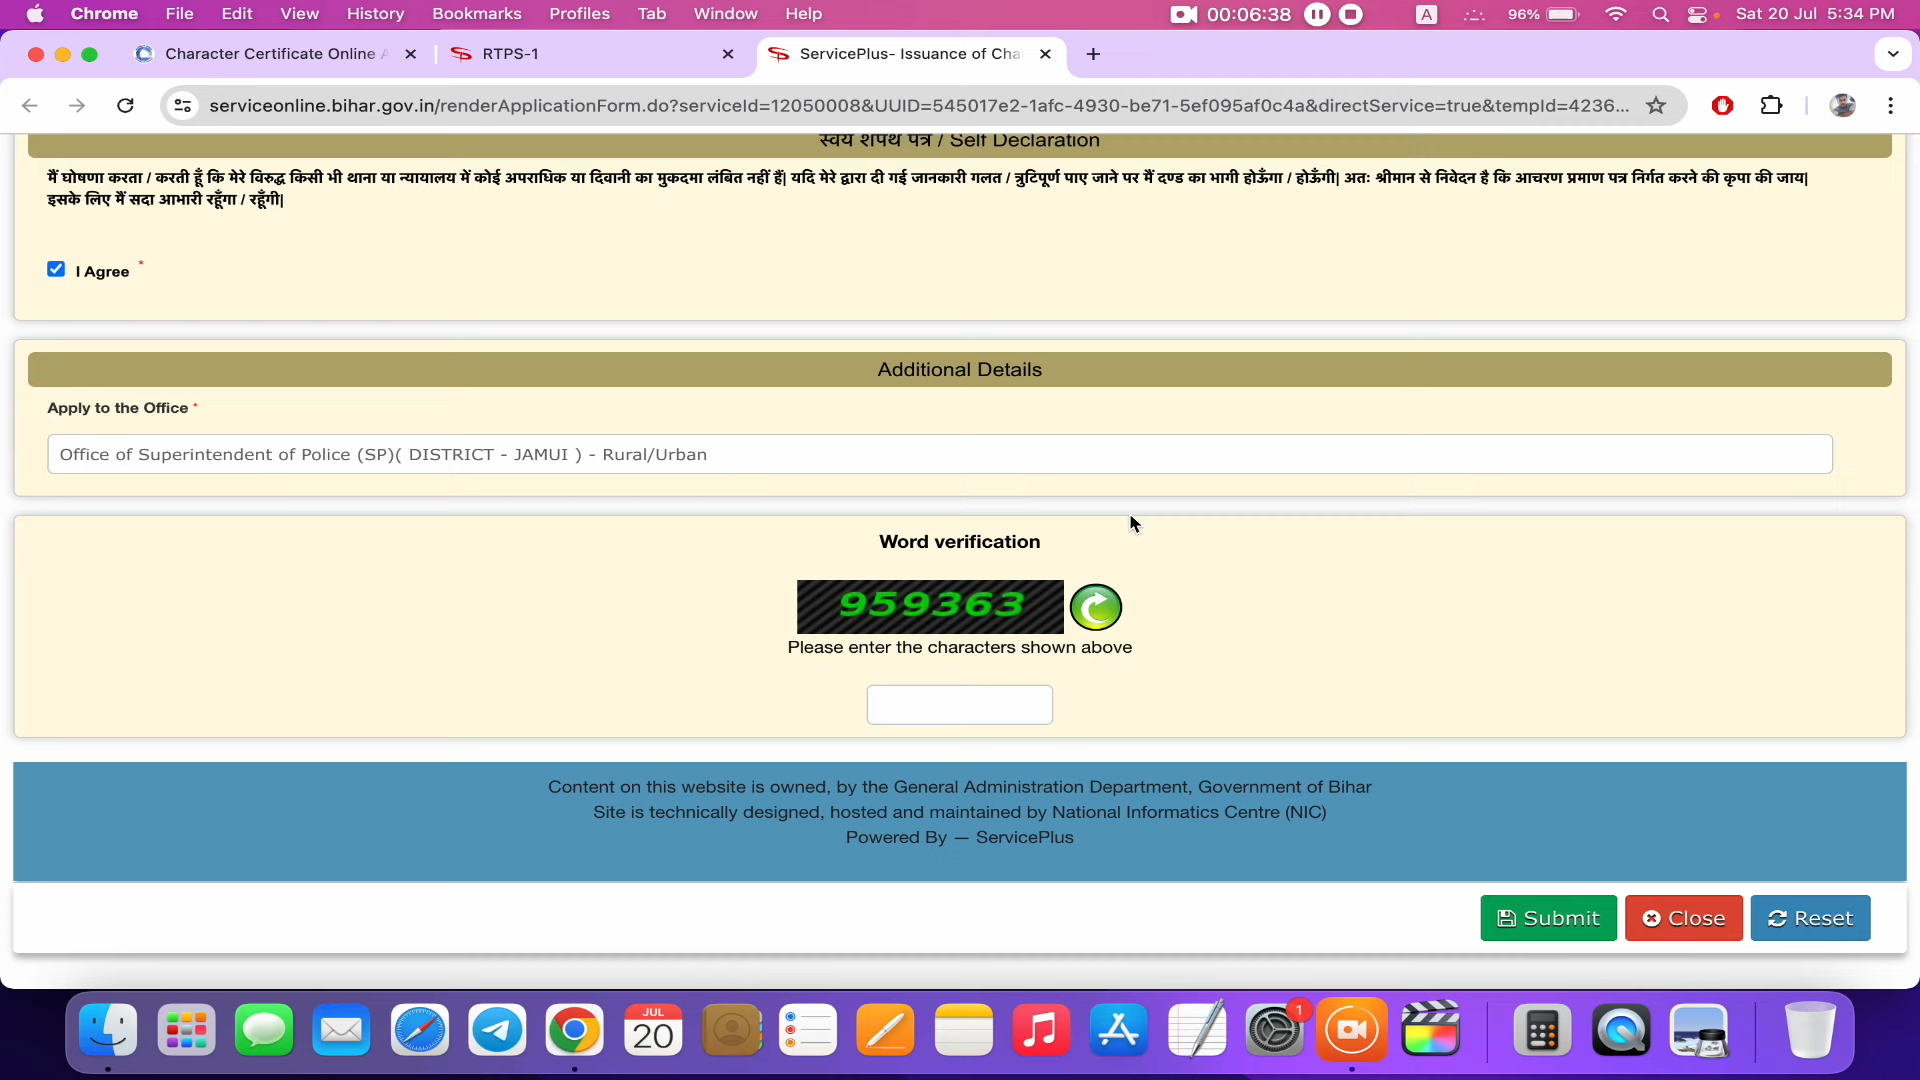 Chrome File Edit View History Bookmarks Profiles Tab Window Help 00:06:38 A 96% Sat 20 Jul 5:34 PM
Character Certificate Online RTPS-1 ServicePlus- Issuance of Cha
serviceonline.bihar.gov.in/renderApplicationForm.do?serviceId=12050008&UUID=545017e2-1afc-4930-be71-5ef095af0c4a&directService=true&tempId=4236...
स्वयं शपथ पत्र / Self Declaration
मैं घोषणा करता / करती हूँ कि मेरे विरुद्ध किसी भी थाना या न्यायालय में कोई अपराधिक या दिवानी का मुकदमा लंबित नहीं हैं| यदि मेरे द्वारा दी गई जानकारी गलत / त्रुटिपूर्ण पाए जाने पर मैं दण्ड का भागी होऊँगा / होऊँगी| अतः श्रीमान से निवेदन है कि आचरण प्रमाण पत्र निर्गत करने की कृपा की जाय|
इसके लिए मैं सदा आभारी रहूँगा / रहूँगी|
I Agree *
Additional Details
Apply to the Office *
Office of Superintendent of Police (SP)( DISTRICT - JAMUI ) - Rural/Urban
Word verification
959363
Please enter the characters shown above
Content on this website is owned, by the General Administration Department, Government of Bihar
Site is technically designed, hosted and maintained by National Informatics Centre (NIC)
Powered By — ServicePlus
Submit Close Reset
JUL
20
1